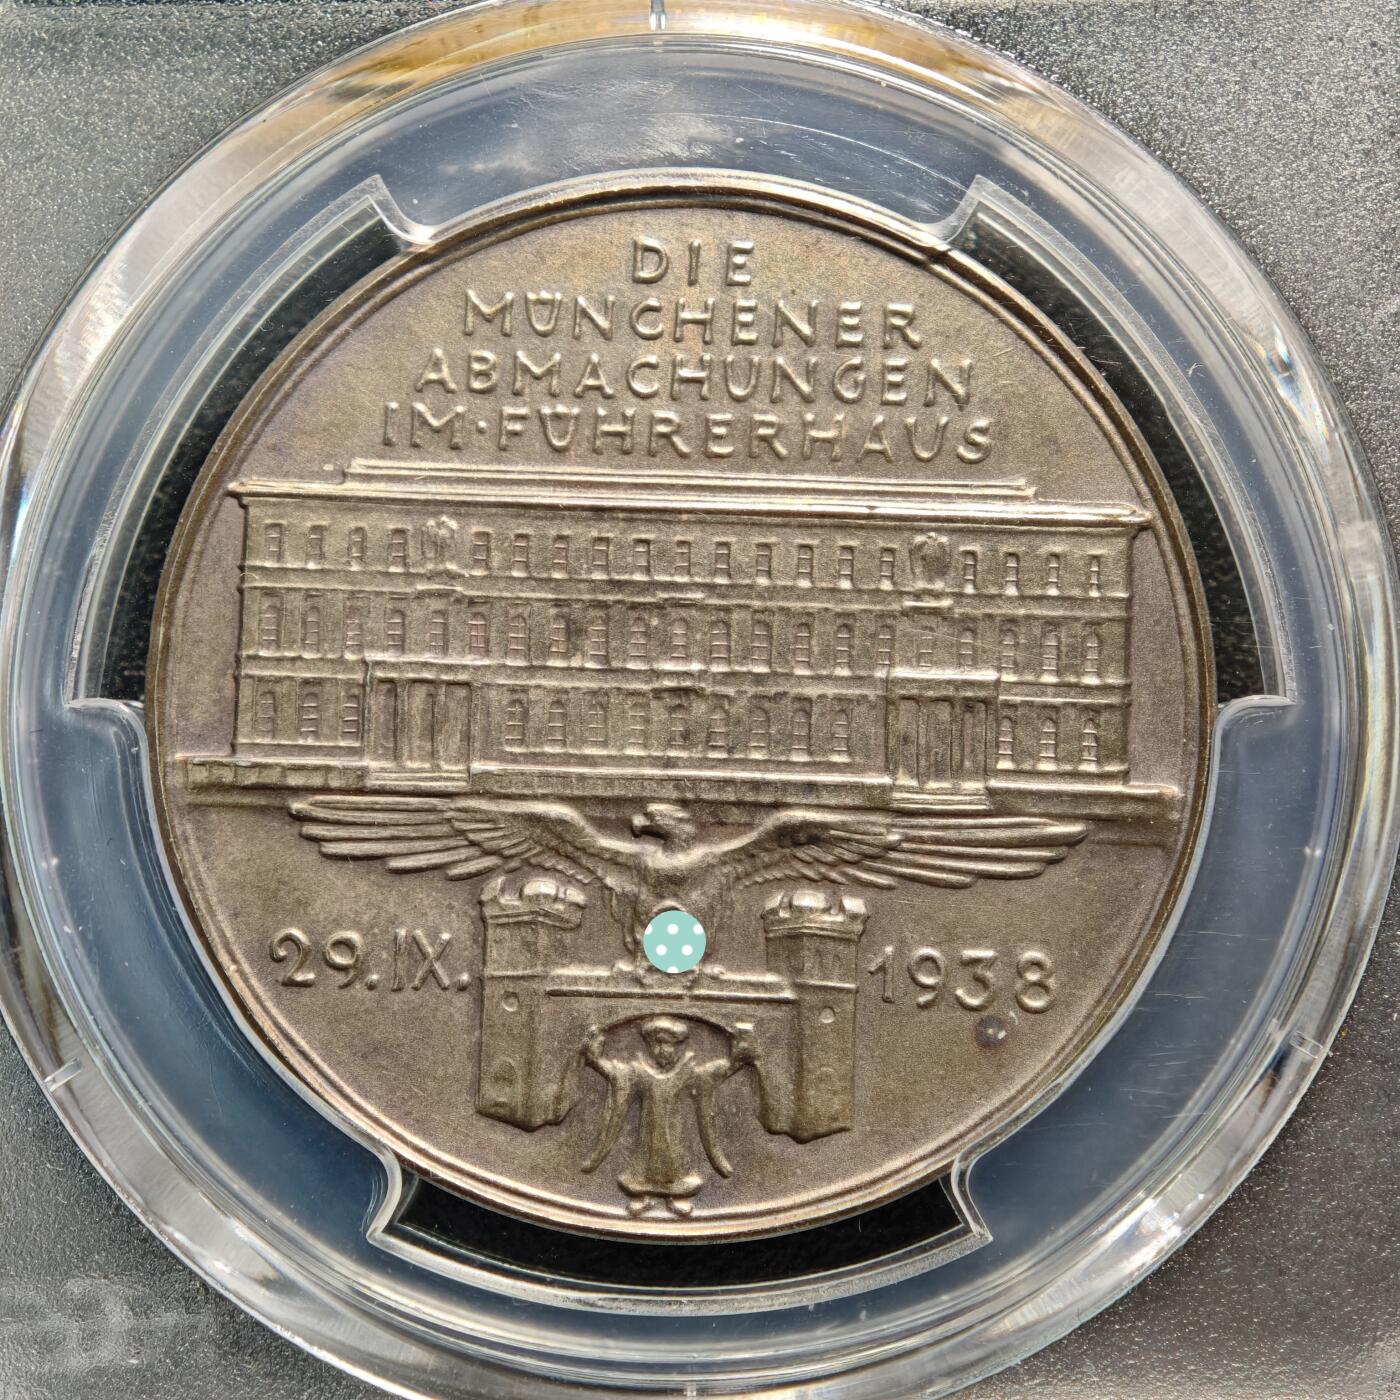 DIE
MÜNCHENER
ABMACHUNGEN
IM·FÜHRERHAUS
29.IX. 1938